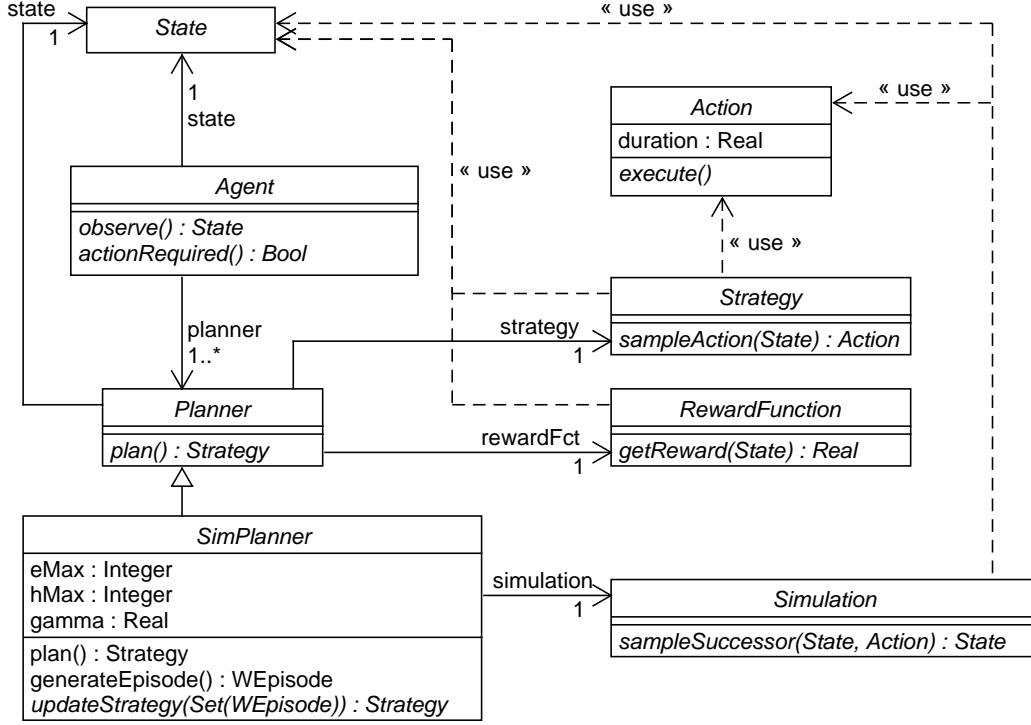 state
1
State
« use »
1
state
Action
duration : Real
execute()
« use »
« use »
Agent
observe() : State
actionRequired() : Bool
« use »
Strategy
sampleAction(State) : Action
planner
1..*
strategy
1
Planner
plan() : Strategy
RewardFunction
getReward(State) : Real
rewardFct
1
SimPlanner
eMax : Integer
hMax : Integer
gamma : Real
plan() : Strategy
generateEpisode() : WEpisode
updateStrategy(Set(WEpisode)) : Strategy
simulation
1
Simulation
sampleSuccessor(State, Action) : State